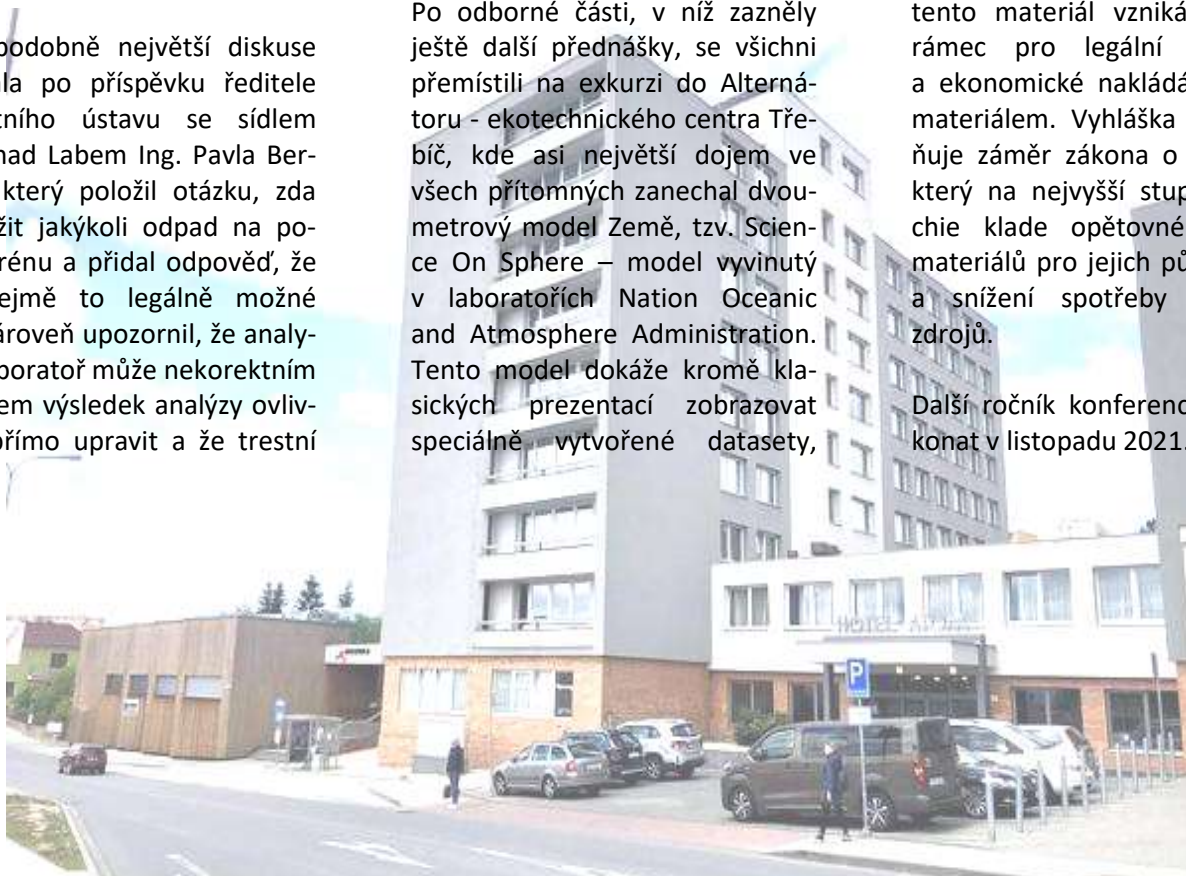 podobně největší diskuse
la po příspěvku ředitele
tního ústavu se sídlem
nad Labem Ing. Pavla Ber-
který položil otázku, zda
žit jakýkoli odpad na po-
rénu a přidal odpověď, že
ejmě to legálně možné
ároveň upozornil, že analy-
boratoř může nekorektním
em výsledek analýzy ovliv-
přímo upravit a že trestní
Po odborné části, v níž zazněly
ještě další přednášky, se všichni
přemístili na exkurzi do Alterná-
toru - ekotechnického centra Tře-
bíč, kde asi největší dojem ve
všech přítomných zanechal dvou-
metrový model Země, tzv. Scien-
ce On Sphere – model vyvinutý
v laboratořích Nation Oceanic
and Atmosphere Administration.
Tento model dokáže kromě kla-
sických prezentací zobrazovat
speciálně vytvořené datasety,
tento materiál vzniká
rámec pro legální
a ekonomické nakládá
materiálem. Vyhláška
ňuje záměr zákona o
který na nejvyšší stup
chie klade opětovné
materiálů pro jejich pů
a snížení spotřeby
zdrojů.
Další ročník konferenc
konat v listopadu 2021.
HOTEL
P